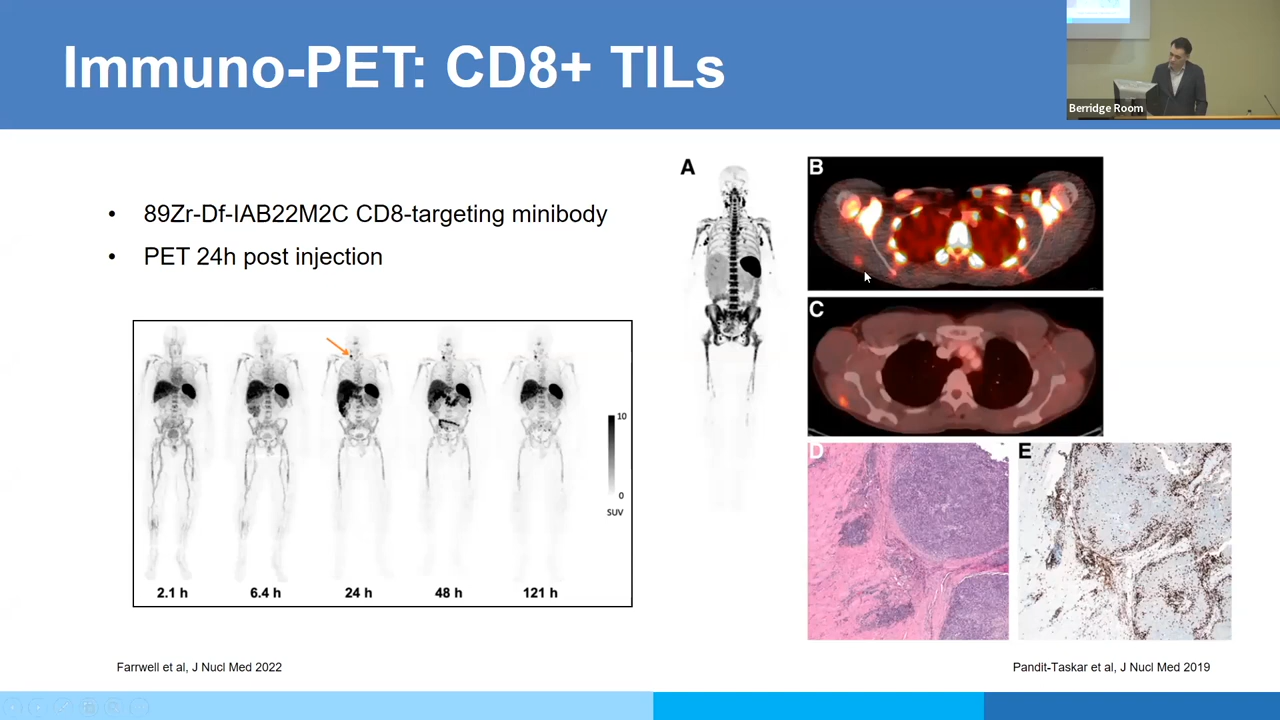 Immuno-PET: CD8+ TILs
Berridge Room
• 89Zr-Df-IAB22M2C CD8-targeting minibody
• PET 24h post injection
10
0
SUV
2.1 h
6.4 h
24 h
48 h
121 h
A
B
C
D
E
Farrwell et al, J Nucl Med 2022
Pandit-Taskar et al, J Nucl Med 2019